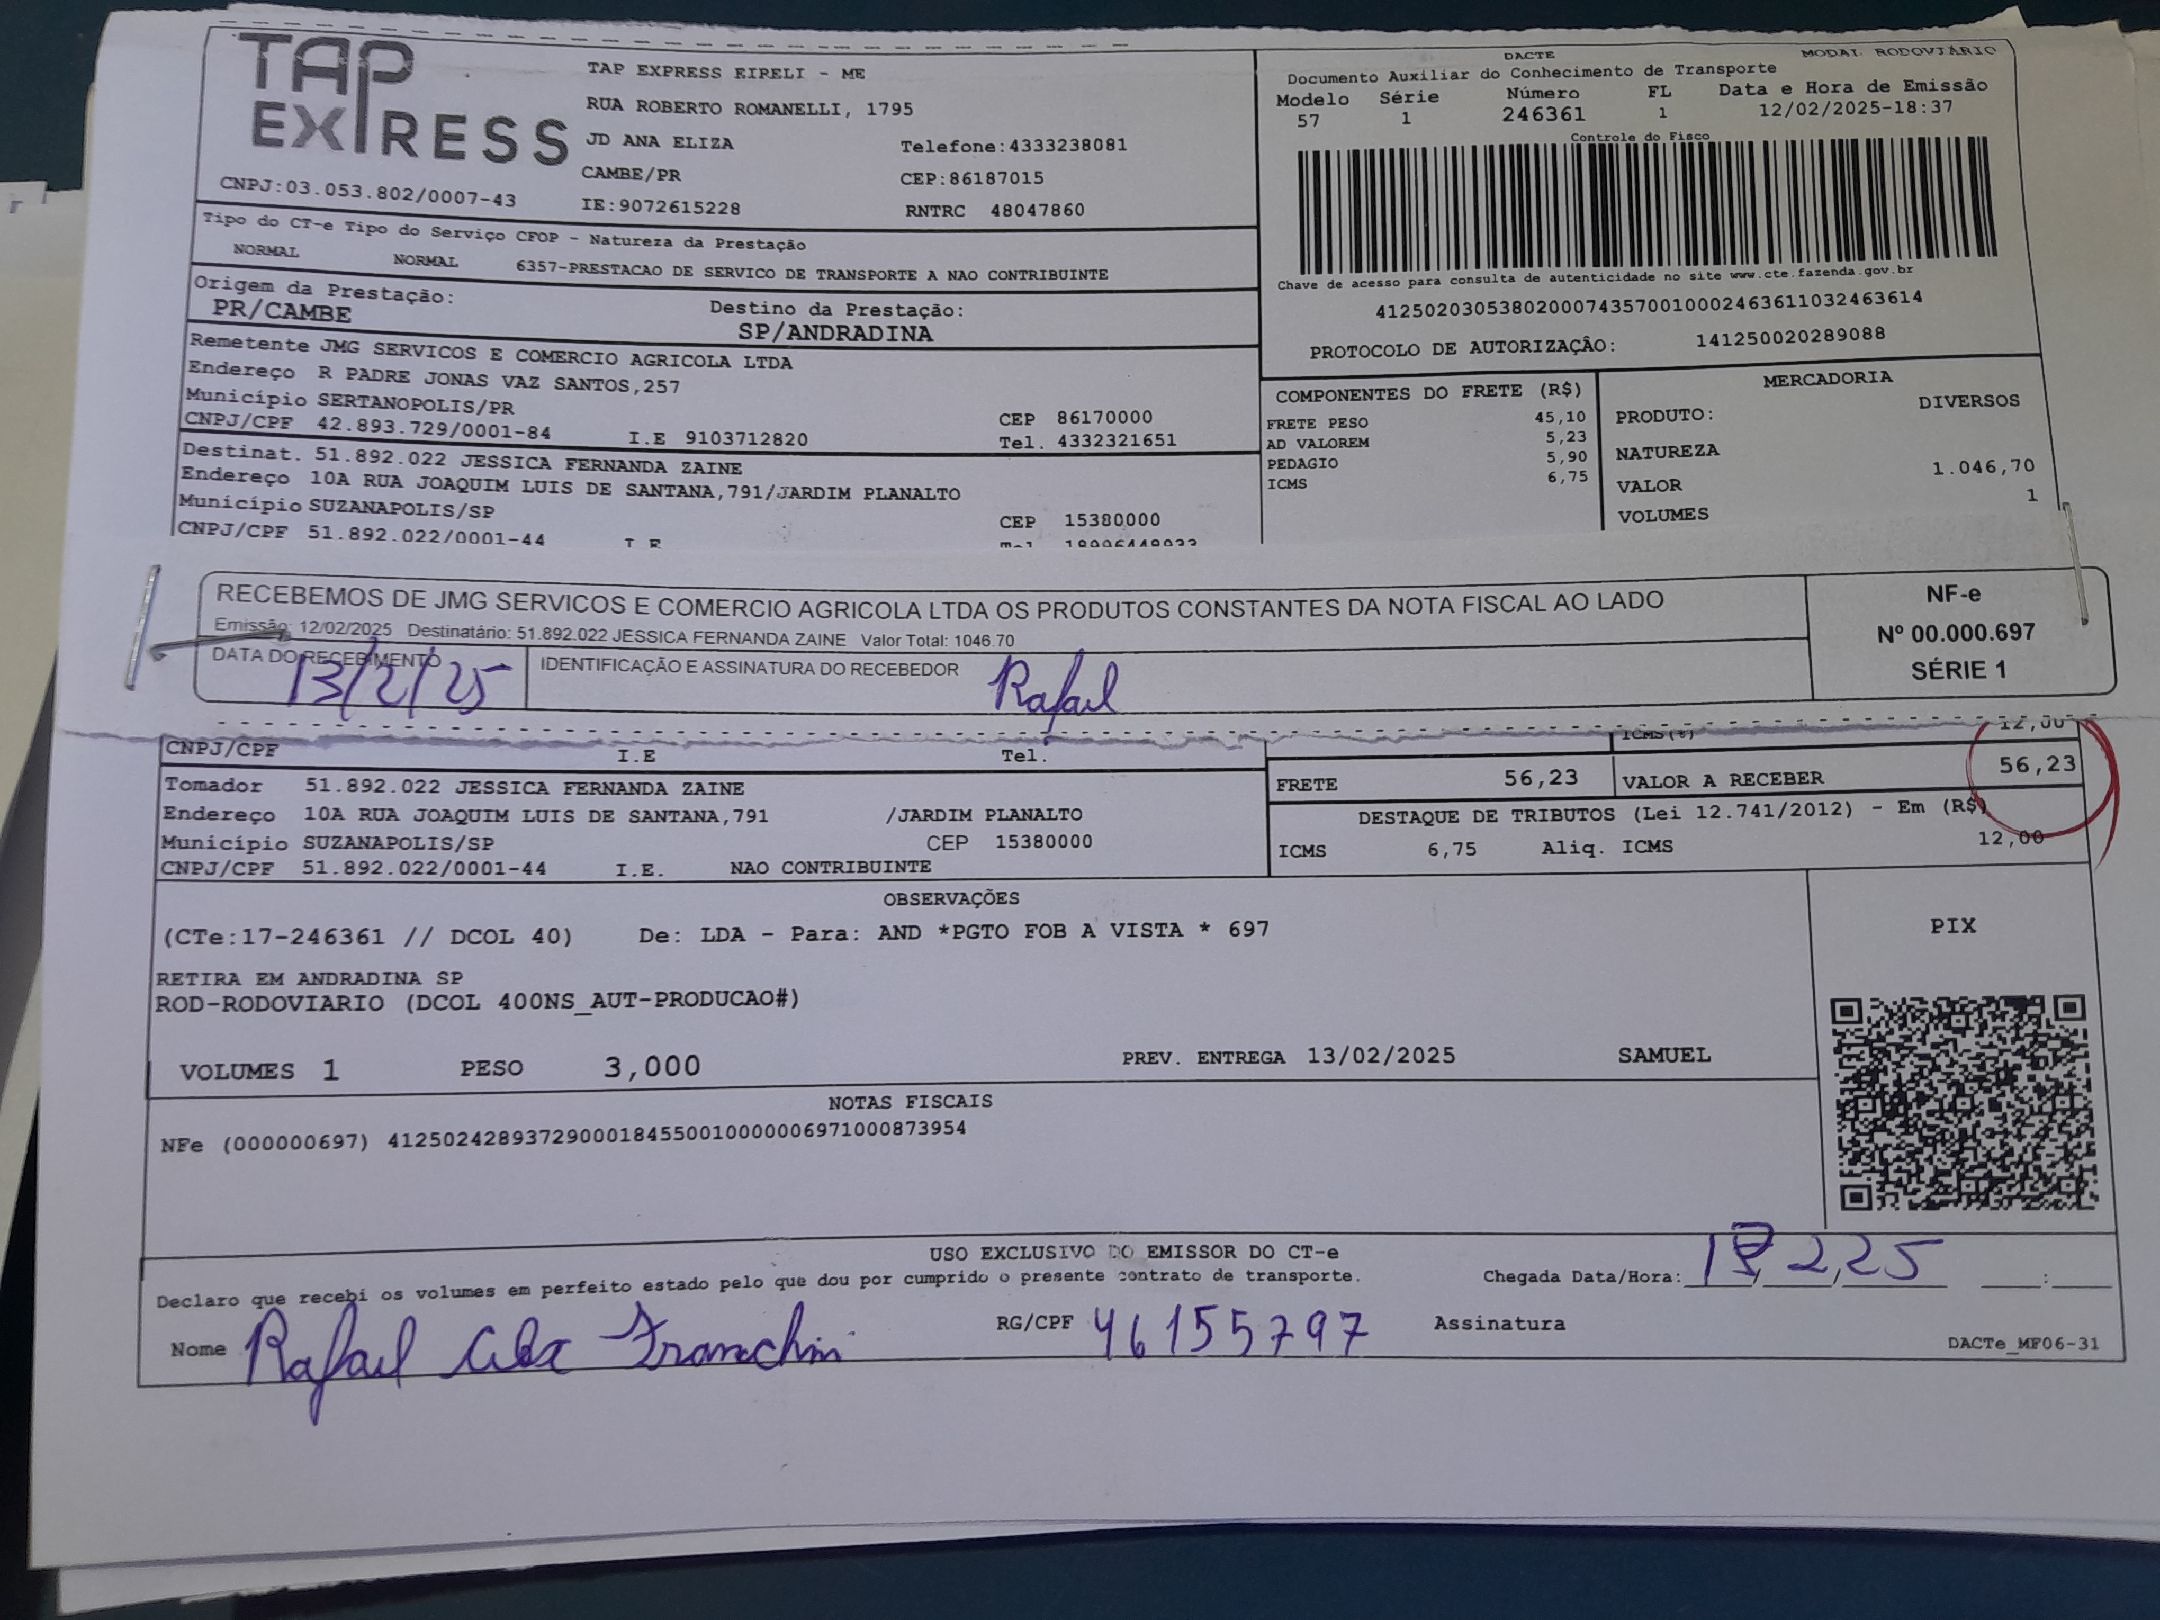 TAP EXPRESS
TAP EXPRESS EIRELI - ME
RUA ROBERTO ROMANELLI, 1795
JD ANA ELIZA Telefone:4333238081
CAMBE/PR CEP:86187015
CNPJ:03.053.802/0007-43 IE:9072615228 RNTRC 48047860
DACTE MODAL RODOVIÁRIO
Documento Auxiliar do Conhecimento de Transporte
Modelo Série Número FL Data e Hora de Emissão
57 1 246361 1 12/02/2025-18:37
Controle do Fisco
Chave de acesso para consulta de autenticidade no site www.cte.fazenda.gov.br
41250203053802000743570010002463611032463614
PROTOCOLO DE AUTORIZAÇÂO: 141250020289088
Tipo do CT-e Tipo do Serviço CFOP - Natureza da Prestação
NORMAL NORMAL 6357-PRESTACAO DE SERVICO DE TRANSPORTE A NAO CONTRIBUINTE
Origem da Prestação: Destino da Prestação:
PR/CAMBE SP/ANDRADINA
Remetente JMG SERVICOS E COMERCIO AGRICOLA LTDA
Endereço R PADRE JONAS VAZ SANTOS,257
Município SERTANOPOLIS/PR CEP 86170000
CNPJ/CPF 42.893.729/0001-84 I.E 9103712820 Tel. 4332321651
Destinat. 51.892.022 JESSICA FERNANDA ZAINE
Endereço 10A RUA JOAQUIM LUIS DE SANTANA,791/JARDIM PLANALTO
Município SUZANAPOLIS/SP CEP 15380000
CNPJ/CPF 51.892.022/0001-44 I E Tel
COMPONENTES DO FRETE (R$)
FRETE PESO 45,10
AD VALOREM 5,23
PEDAGIO 5,90
ICMS 6,75
MERCADORIA
PRODUTO: DIVERSOS
NATUREZA
VALOR 1.046,70
VOLUMES 1
RECEBEMOS DE JMG SERVICOS E COMERCIO AGRICOLA LTDA OS PRODUTOS CONSTANTES DA NOTA FISCAL AO LADO
Emissão: 12/02/2025 Destinatário: 51.892.022 JESSICA FERNANDA ZAINE Valor Total: 1046.70
DATA DO RECEBIMENTO IDENTIFICAÇÃO E ASSINATURA DO RECEBEDOR
13/2/25 Rafael
NF-e
Nº 00.000.697
SÉRIE 1
CNPJ/CPF I.E Tel.
Tomador 51.892.022 JESSICA FERNANDA ZAINE
Endereço 10A RUA JOAQUIM LUIS DE SANTANA,791 /JARDIM PLANALTO
Município SUZANAPOLIS/SP CEP 15380000
CNPJ/CPF 51.892.022/0001-44 I.E. NAO CONTRIBUINTE
ICMS(%) 12,00
FRETE 56,23 VALOR A RECEBER 56,23
DESTAQUE DE TRIBUTOS (Lei 12.741/2012) - Em (R$)
ICMS 6,75 Aliq. ICMS 12,00
OBSERVAÇÕES
(CTe:17-246361 // DCOL 40) De: LDA - Para: AND *PGTO FOB A VISTA * 697
RETIRA EM ANDRADINA SP
ROD-RODOVIARIO (DCOL 400NS_AUT-PRODUCAO#)
VOLUMES 1 PESO 3,000 PREV. ENTREGA 13/02/2025 SAMUEL
PIX
NOTAS FISCAIS
NFe (000000697) 41250242893729000184550010000006971000873954
USO EXCLUSIVO DO EMISSOR DO CT-e
Declaro que recebi os volumes em perfeito estado pelo que dou por cumprido o presente contrato de transporte. Chegada Data/Hora: 2,25 :
Nome Rafael Franchini RG/CPF 46155797 Assinatura
DACTe_MF06-31